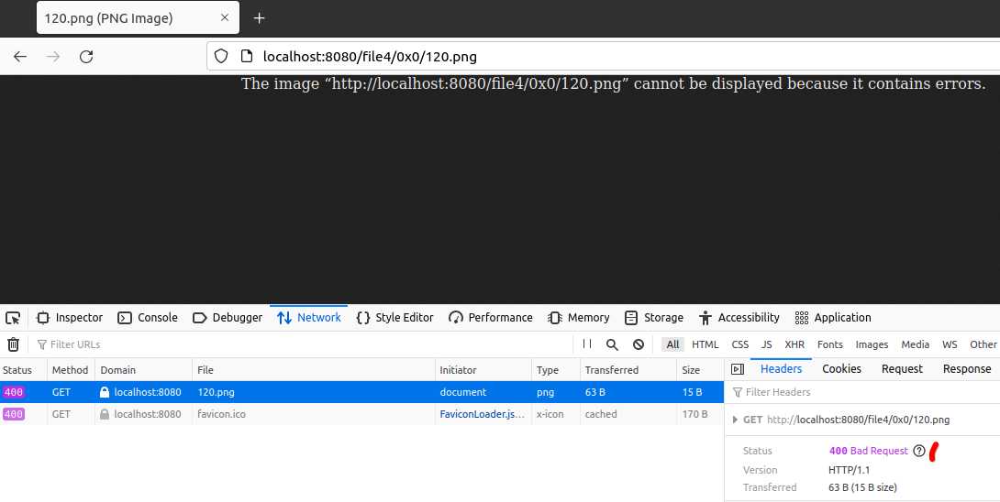 120.png (PNG Image)
localhost:8080/file4/0x0/120.png
The image “http://localhost:8080/file4/0x0/120.png” cannot be displayed because it contains errors.
Inspector Console Debugger Network Style Editor Performance Memory Storage Accessibility Application
Filter URLs All HTML CSS JS XHR Fonts Images Media WS Other
Status Method Domain File Initiator Type Transferred Size
400 GET localhost:8080 120.png document png 63 B 15 B
400 GET localhost:8080 favicon.ico FaviconLoader.js... x-icon cached 170 B
Headers Cookies Request Response
Filter Headers
GET http://localhost:8080/file4/0x0/120.png
Status 400 Bad Request
Version HTTP/1.1
Transferred 63 B (15 B size)